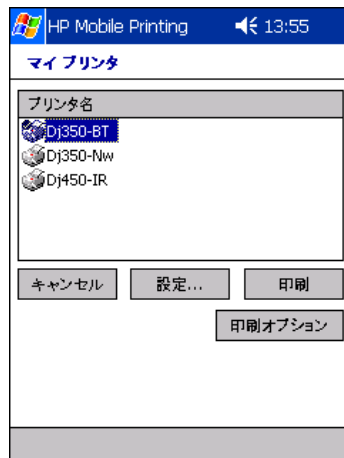 HP Mobile Printing 13:55
マイ プリンタ
プリンタ名
Dj350-BT
Dj350-Nw
Dj450-IR
キャンセル 設定... 印刷
印刷オプション